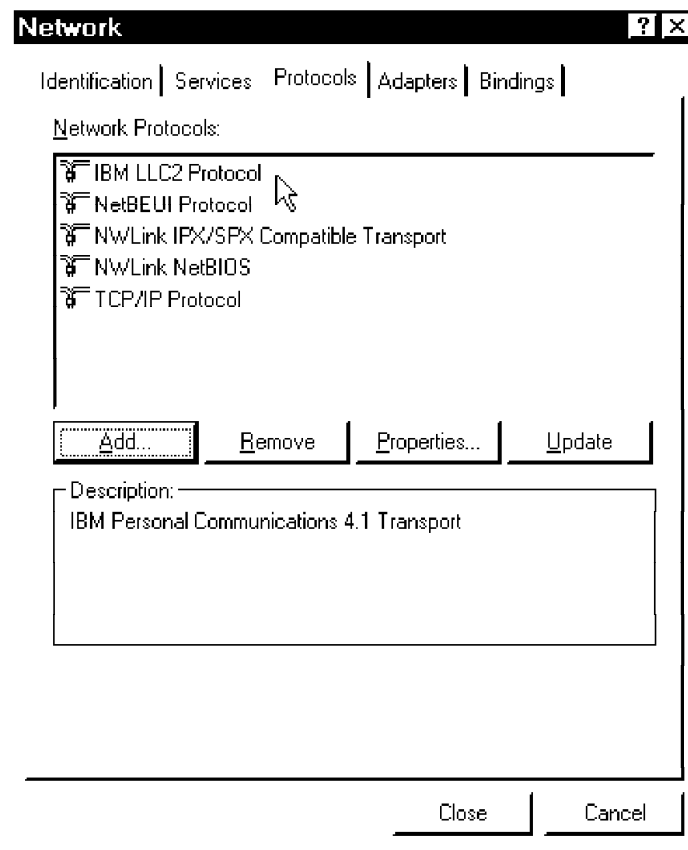 Network
Identification Services Protocols Adapters Bindings
Network Protocols:
IBM LLC2 Protocol
NetBEUI Protocol
NWLink IPX/SPX Compatible Transport
NWLink NetBIOS
TCP/IP Protocol
Add... Remove Properties... Update
Description:
IBM Personal Communications 4.1 Transport
Close Cancel